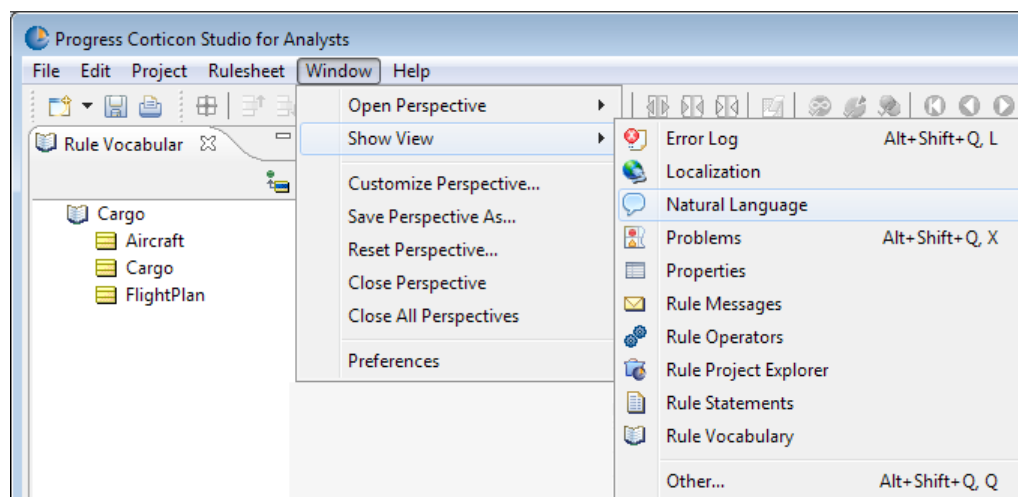 Progress Corticon Studio for Analysts
File Edit Project Rulesheet Window Help
Rule Vocabular
Cargo
Aircraft
Cargo
FlightPlan
Open Perspective
Show View
Customize Perspective...
Save Perspective As...
Reset Perspective...
Close Perspective
Close All Perspectives
Preferences
Error Log Alt+Shift+Q, L
Localization
Natural Language
Problems Alt+Shift+Q, X
Properties
Rule Messages
Rule Operators
Rule Project Explorer
Rule Statements
Rule Vocabulary
Other... Alt+Shift+Q, Q